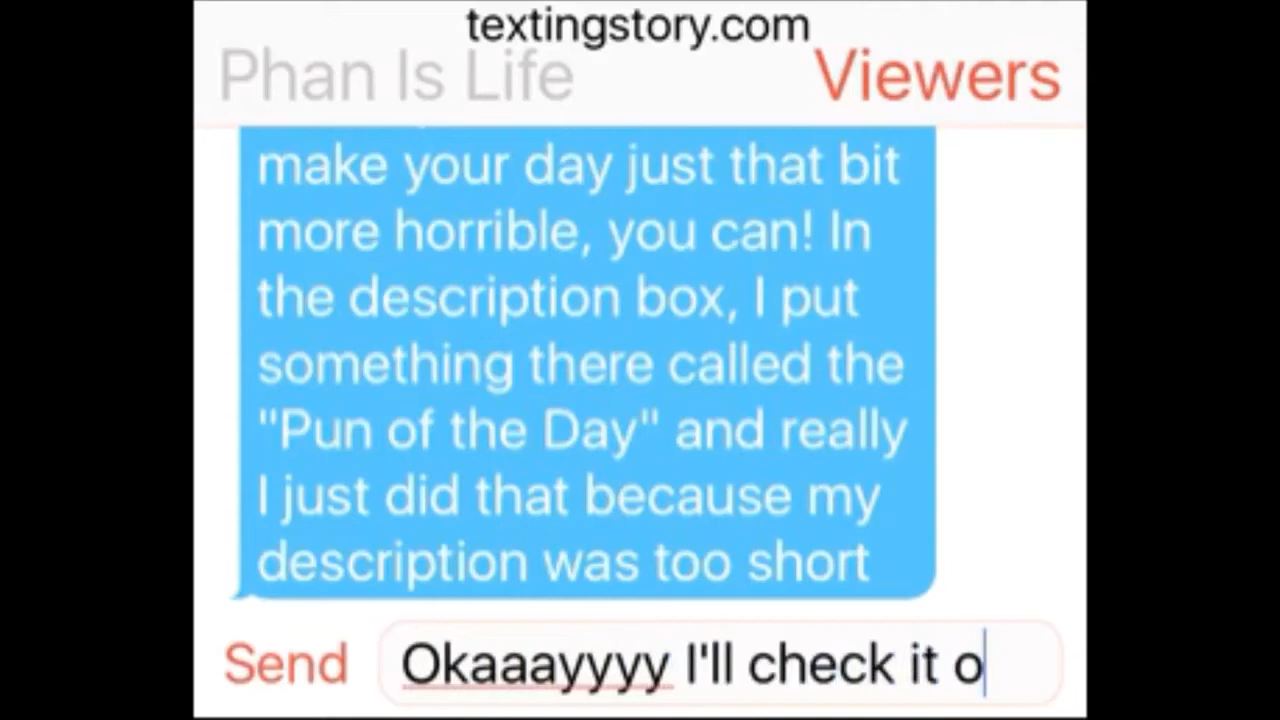 textingstory.com
Phan Is Life
Viewers
make your day just that bit
more horrible, you can! In
the description box, I put
something there called the
"Pun of the Day" and really
I just did that because my
description was too short
Send
Okaaayyyy I'll check it o